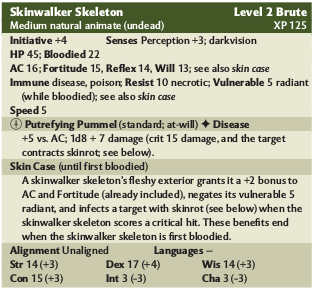 Skinwalker Skeleton Level 2 Brute
Medium natural animate (undead) XP 125
Initiative +4 Senses Perception +3; darkvision
HP 45; Bloodied 22
AC 16; Fortitude 15, Reflex 14, Will 13; see also skin case
Immune disease, poison; Resist 10 necrotic; Vulnerable 5 radiant
(while bloodied); see also skin case
Speed 5
Putrefying Pummel (standard; at-will) ✦ Disease
+5 vs. AC; 1d8 + 7 damage (crit 15 damage, and the target
contracts skinrot; see below).
Skin Case (until first bloodied)
A skinwalker skeleton's fleshy exterior grants it a +2 bonus to
AC and Fortitude (already included), negates its vulnerable 5
radiant, and infects a target with skinrot (see below) when the
skinwalker skeleton scores a critical hit. These benefits end
when the skinwalker skeleton is first bloodied.
Alignment Unaligned Languages –
Str 14 (+3) Dex 17 (+4) Wis 14 (+3)
Con 15 (+3) Int 3 (-3) Cha 3 (-3)